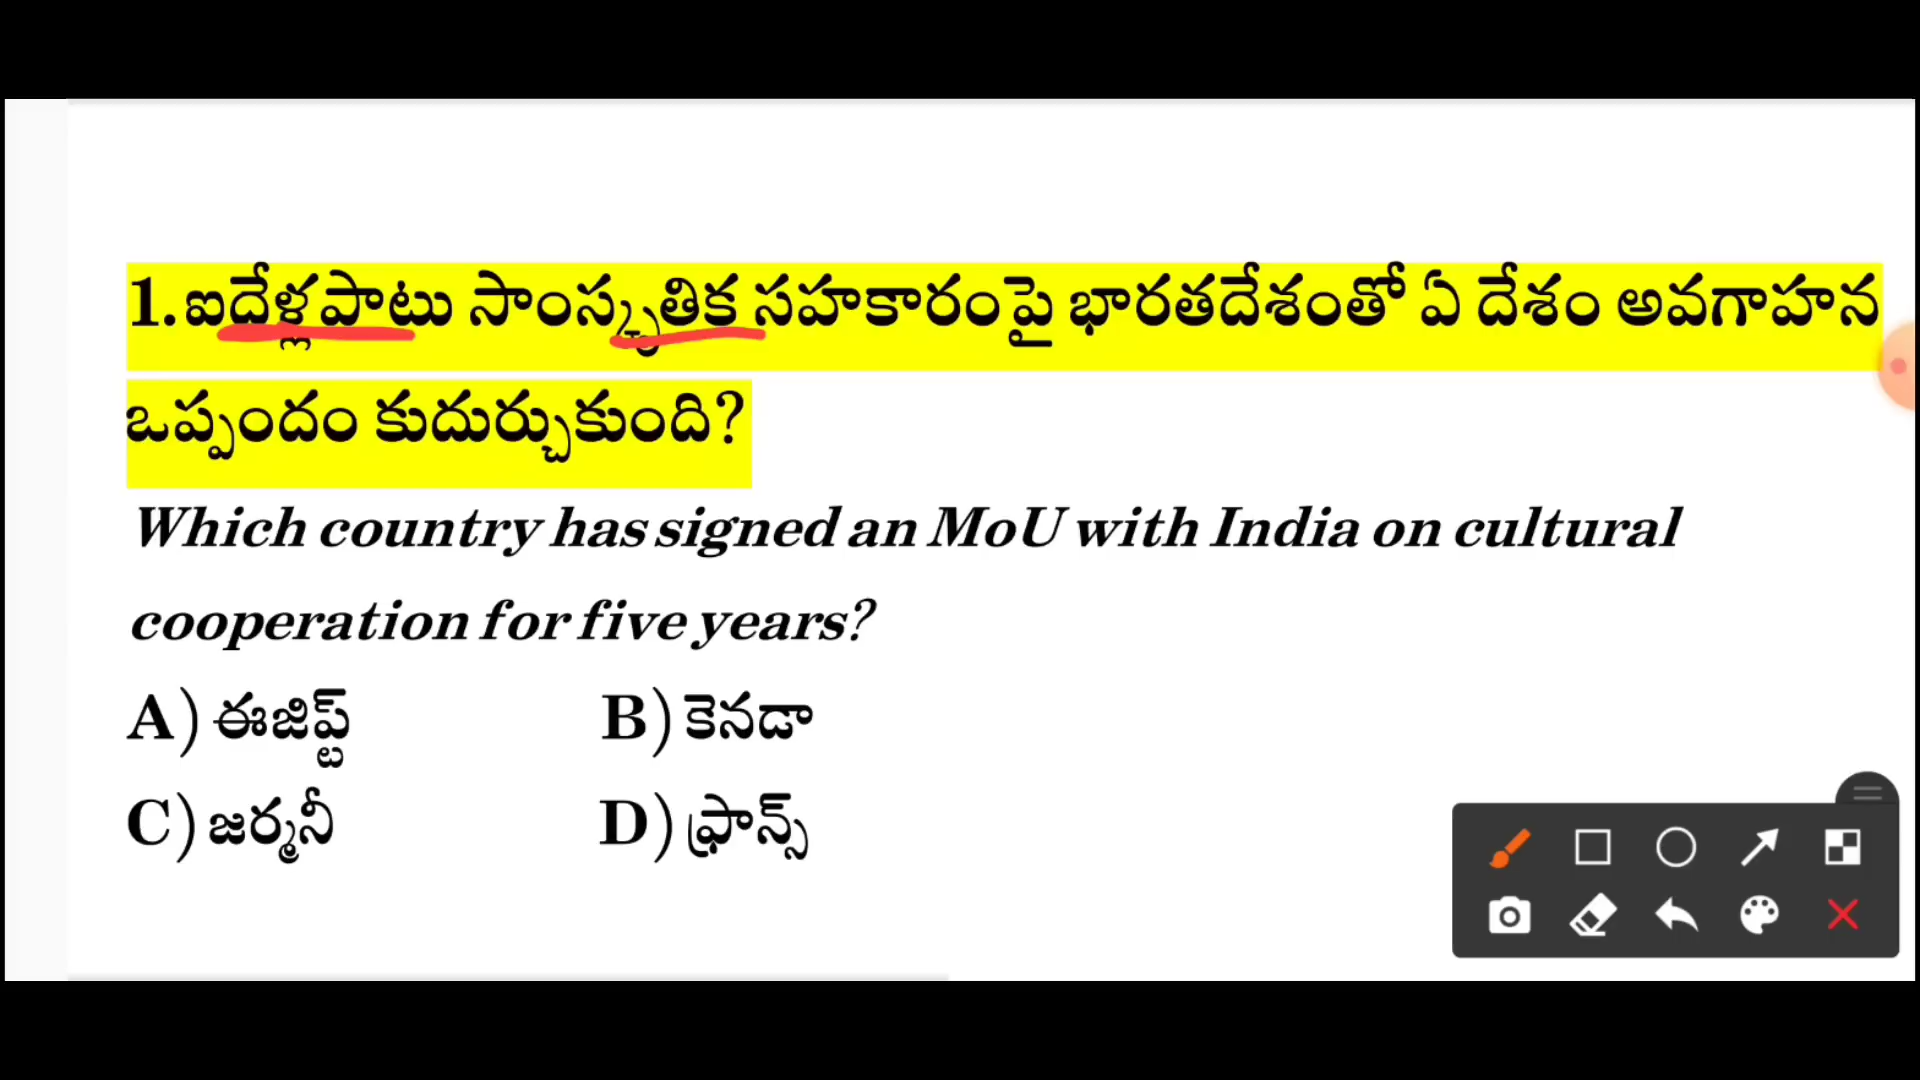 1.ఐదేళ్లపాటు సాంస్కృతిక సహకారంపై భారతదేశంతో ఏ దేశం అవగాహన
ఒప్పందం కుదుర్చుకుంది?
Which country has signed an MoU with India on cultural
cooperation for five years?
A) ఈజిప్ట్ B) కెనడా
C) జర్మనీ D) ఫ్రాన్స్